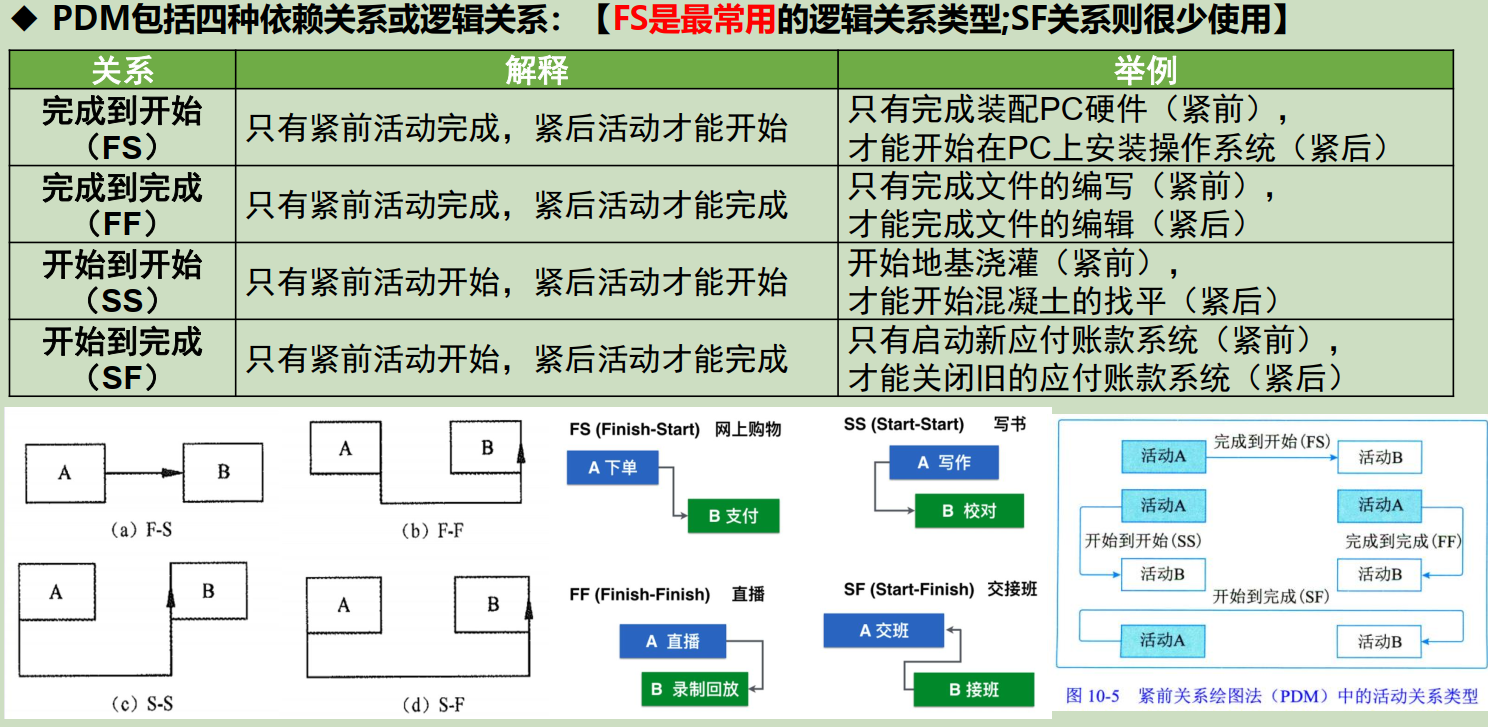 ◆ PDM包括四种依赖关系或逻辑关系：【FS是最常用的逻辑关系类型;SF关系则很少使用】
关系 解释 举例
完成到开始
（FS）
只有紧前活动完成，紧后活动才能开始
只有完成装配PC硬件（紧前），
才能开始在PC上安装操作系统（紧后）
完成到完成
（FF）
只有紧前活动完成，紧后活动才能完成
只有完成文件的编写（紧前），
才能完成文件的编辑（紧后）
开始到开始
（SS）
只有紧前活动开始，紧后活动才能开始
开始地基浇灌（紧前），
才能开始混凝土的找平（紧后）
开始到完成
（SF）
只有紧前活动开始，紧后活动才能完成
只有启动新应付账款系统（紧前），
才能关闭旧的应付账款系统（紧后）
A B
（a）F-S
A B
（b）F-F
A B
（c）S-S
A B
（d）S-F
FS (Finish-Start) 网上购物
A 下单
B 支付
SS (Start-Start) 写书
A 写作
B 校对
FF (Finish-Finish) 直播
A 直播
B 录制回放
SF (Start-Finish) 交接班
A 交班
B 接班
活动A 完成到开始(FS) 活动B
活动A 活动A
开始到开始(SS) 完成到完成(FF)
活动B 活动B
开始到完成(SF)
活动A 活动B
图 10-5 紧前关系绘图法（PDM）中的活动关系类型